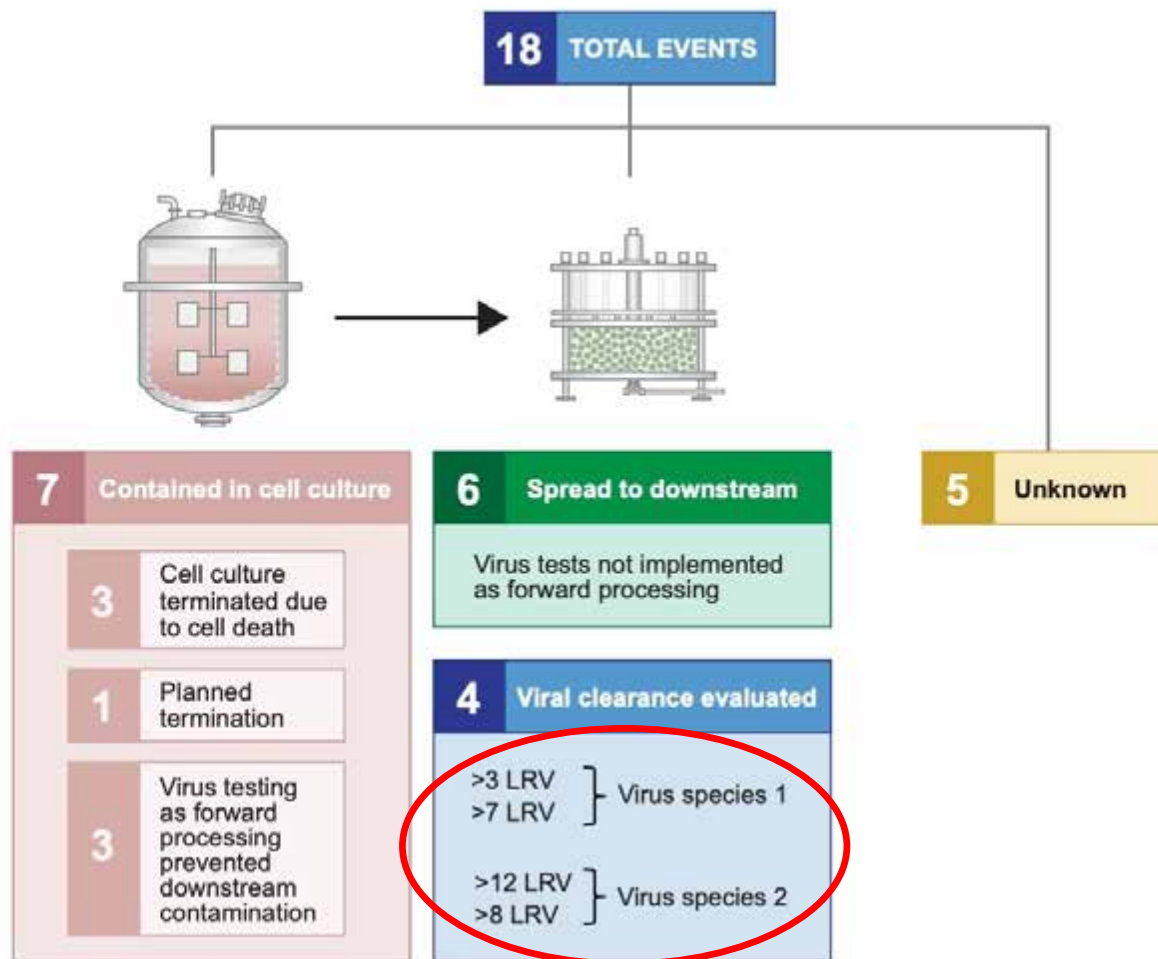 18 TOTAL EVENTS
7 Contained in cell culture
3 Cell culture
terminated due
to cell death
1 Planned
termination
3 Virus testing
as forward
processing
prevented
downstream
contamination
6 Spread to downstream
Virus tests not implemented
as forward processing
4 Viral clearance evaluated
>3 LRV
>7 LRV
Virus species 1
>12 LRV
>8 LRV
Virus species 2
5 Unknown